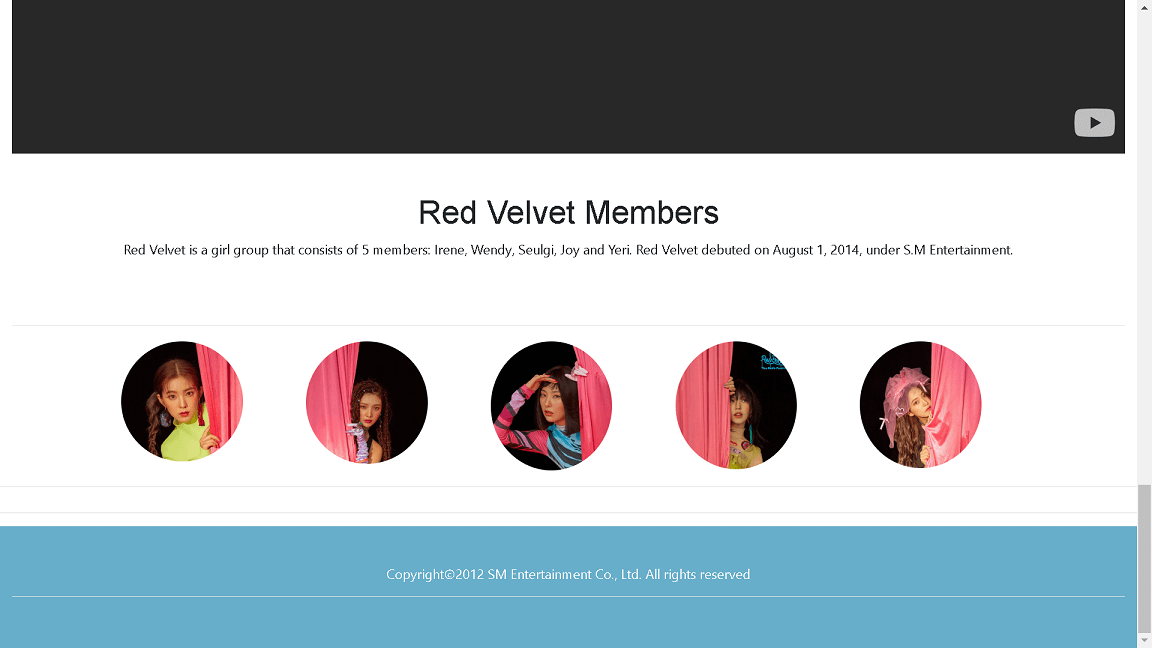 Red Velvet Members
Red Velvet is a girl group that consists of 5 members: Irene, Wendy, Seulgi, Joy and Yeri. Red Velvet debuted on August 1, 2014, under S.M Entertainment.
Copyright©2012 SM Entertainment Co., Ltd. All rights reserved